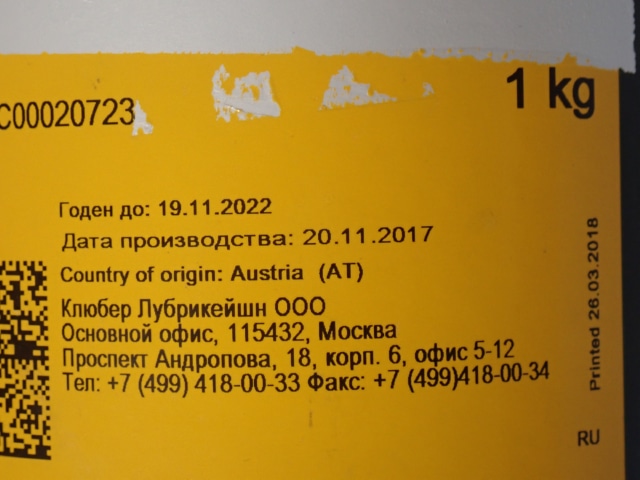 1 kg
C00020723
Годен до: 19.11.2022
Дата производства: 20.11.2017
Country of origin: Austria (AT)
Клюбер Лубрикейшн ООО
Основной офис, 115432, Москва
Проспект Андропова, 18, корп. 6, офис 5-12
Тел: +7 (499) 418-00-33 Факс: +7 (499)418-00-34
Printed 26.03.2018
RU